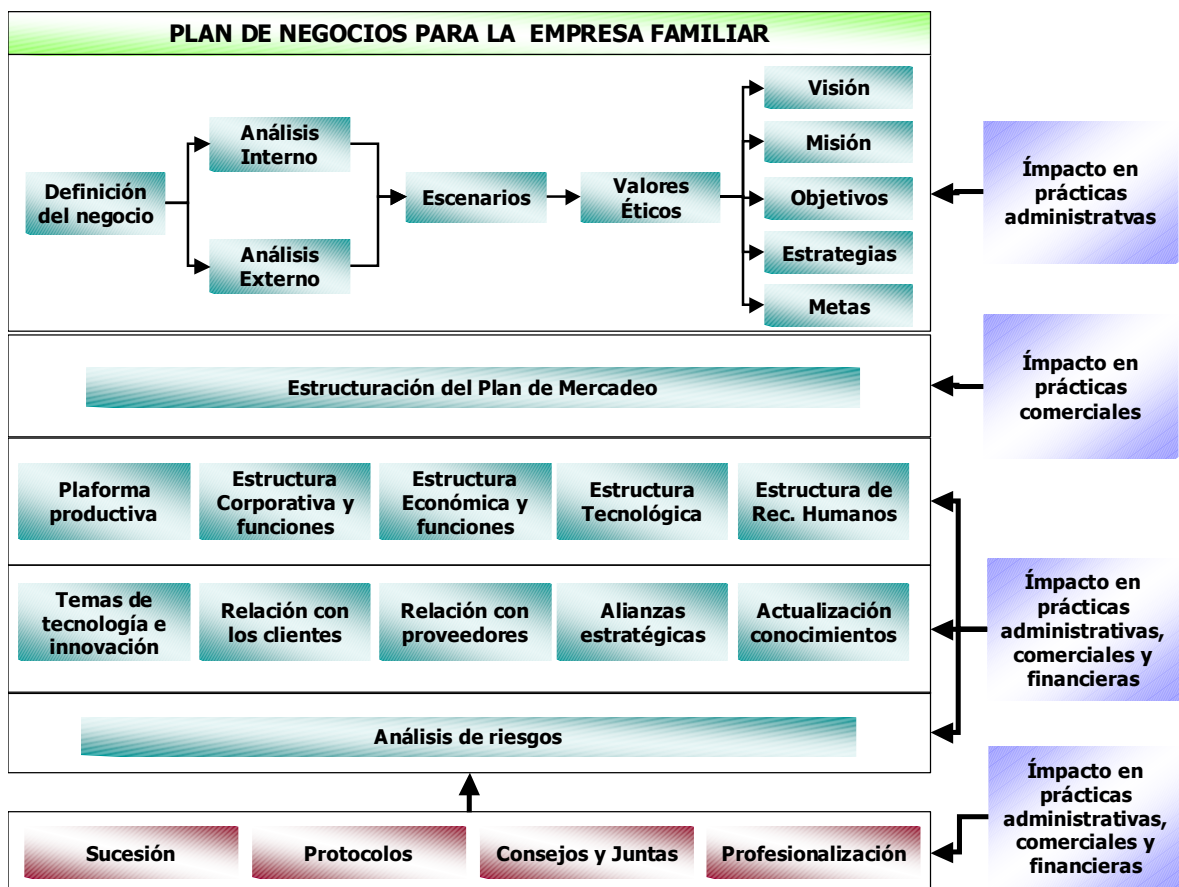 PLAN DE NEGOCIOS PARA LA EMPRESA FAMILIAR
Definición
del negocio
Análisis
Interno
Análisis
Externo
Escenarios
Valores
Éticos
Visión
Misión
Objetivos
Estrategias
Metas
Ímpacto en
prácticas
administratvas
Estructuración del Plan de Mercadeo
Ímpacto en
prácticas
comerciales
Plaforma
productiva
Estructura
Corporativa y
funciones
Estructura
Económica y
funciones
Estructura
Tecnológica
Estructura de
Rec. Humanos
Temas de
tecnología e
innovación
Relación con
los clientes
Relación con
proveedores
Alianzas
estratégicas
Actualización
conocimientos
Ímpacto en
prácticas
administrativas,
comerciales y
financieras
Análisis de riesgos
Sucesión
Protocolos
Consejos y Juntas
Profesionalización
Ímpacto en
prácticas
administrativas,
comerciales y
financieras